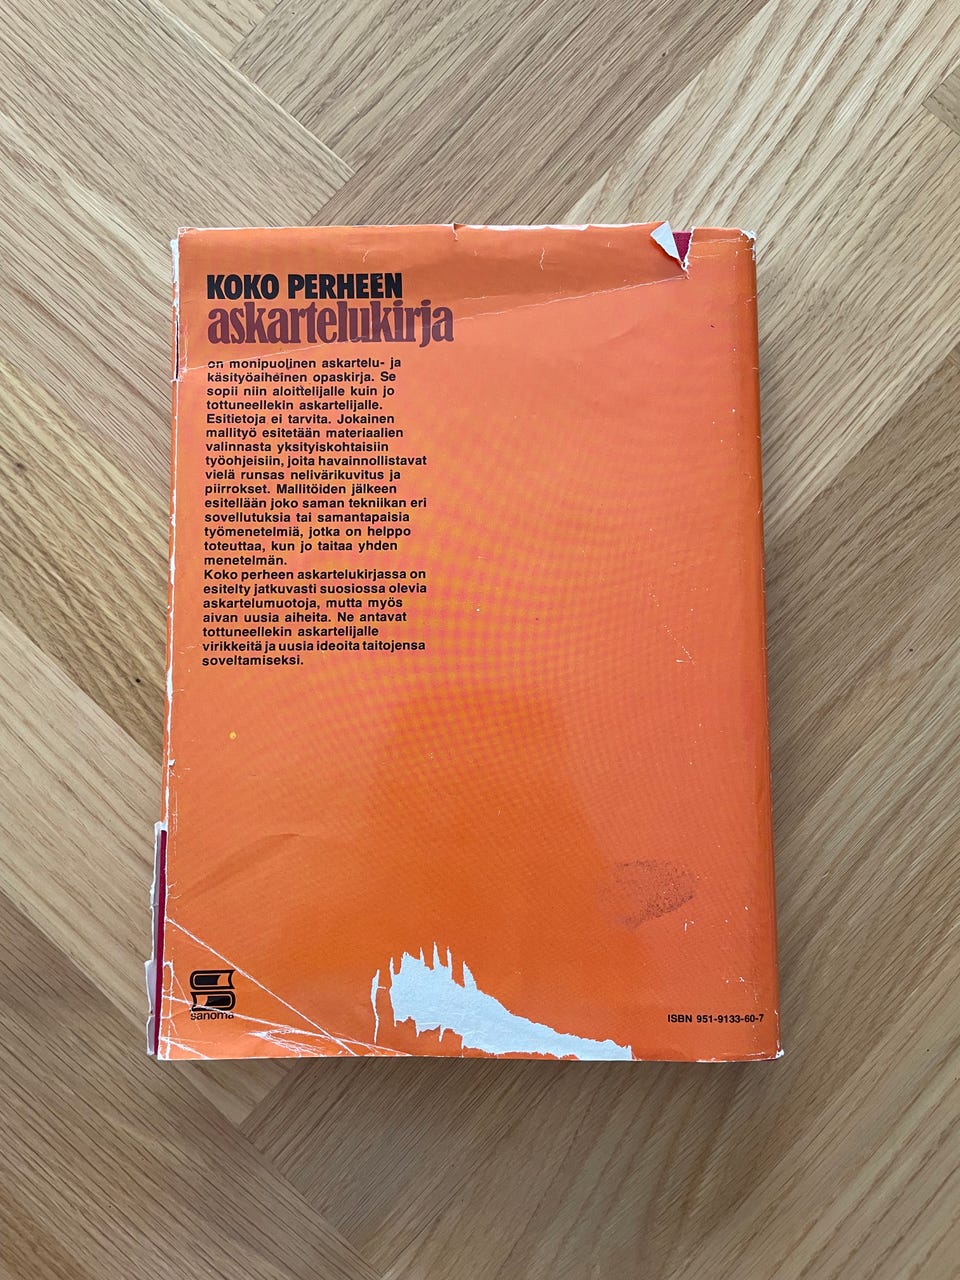 KOKO PERHEEN
askartelukirja
on monipuolinen askartelu- ja
käsityöaiheinen opaskirja. Se
sopii niin aloittelijalle kuin jo
tottuneellekin askartelijalle.
Esitietoja ei tarvita. Jokainen
mallityö esitetään materiaalien
valinnasta yksityiskohtaisiin
työohjeisiin, joita havainnollistavat
vielä runsas nelivärikuvitus ja
piirrokset. Mallitöiden jälkeen
esitellään joko saman tekniikan eri
sovellutuksia tai samantapaisia
työmenetelmiä, jotka on helppo
toteuttaa, kun jo taitaa yhden
menetelmän.
Koko perheen askartelukirjassa on
esitelty jatkuvasti suosiossa olevia
askartelumuotoja, mutta myös
aivan uusia aiheita. Ne antavat
tottuneellekin askartelijalle
virikkeitä ja uusia ideoita taitojensa
soveltamiseksi.
sanoma
ISBN 951-9133-60-7